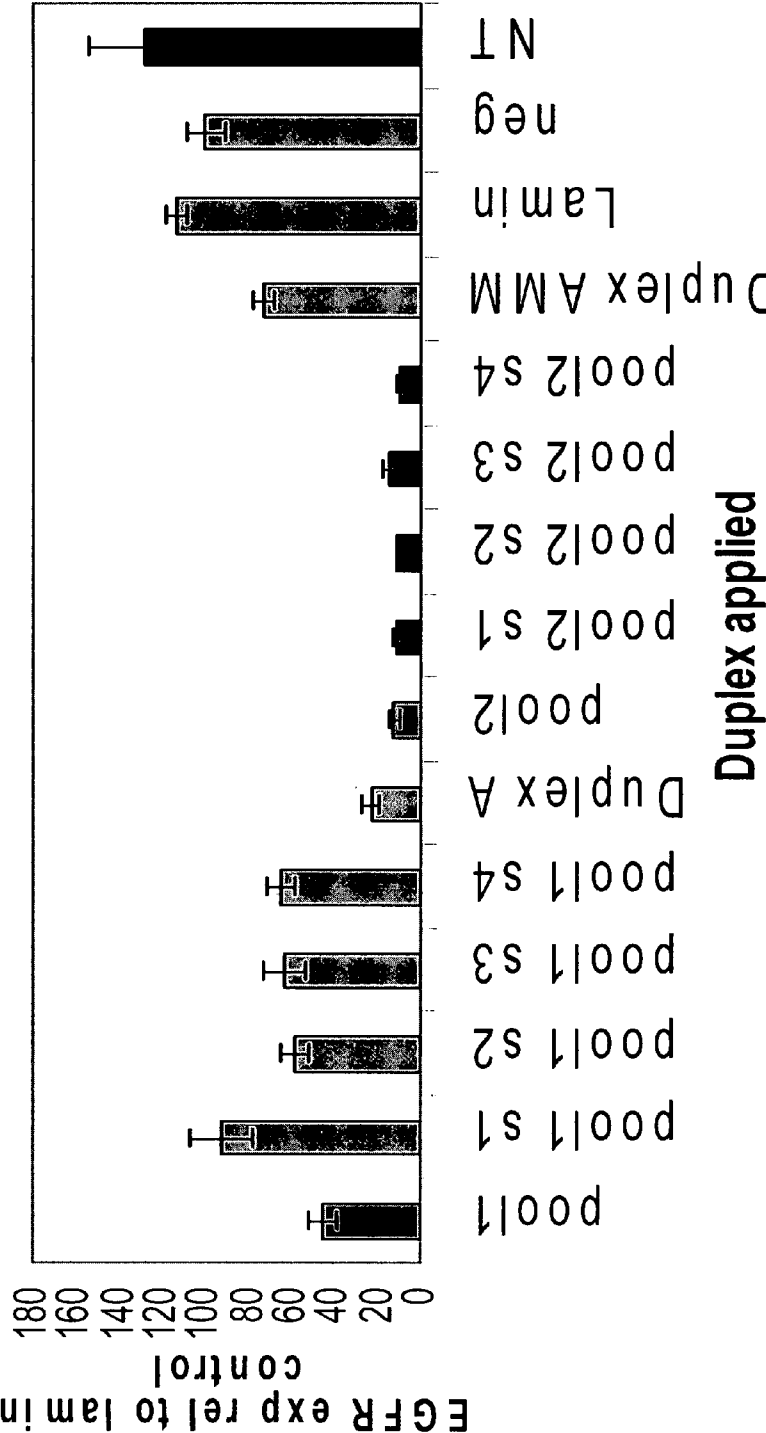 EGFR exp rel to lamin
control
180
160
140
120
100
80
60
40
20
0
pool1
pool1 s1
pool1 s2
pool1 s3
pool1 s4
Duplex A
pool2
pool2 s1
pool2 s2
pool2 s3
pool2 s4
Duplex AMM
Lamin
neg
NT
Duplex applied